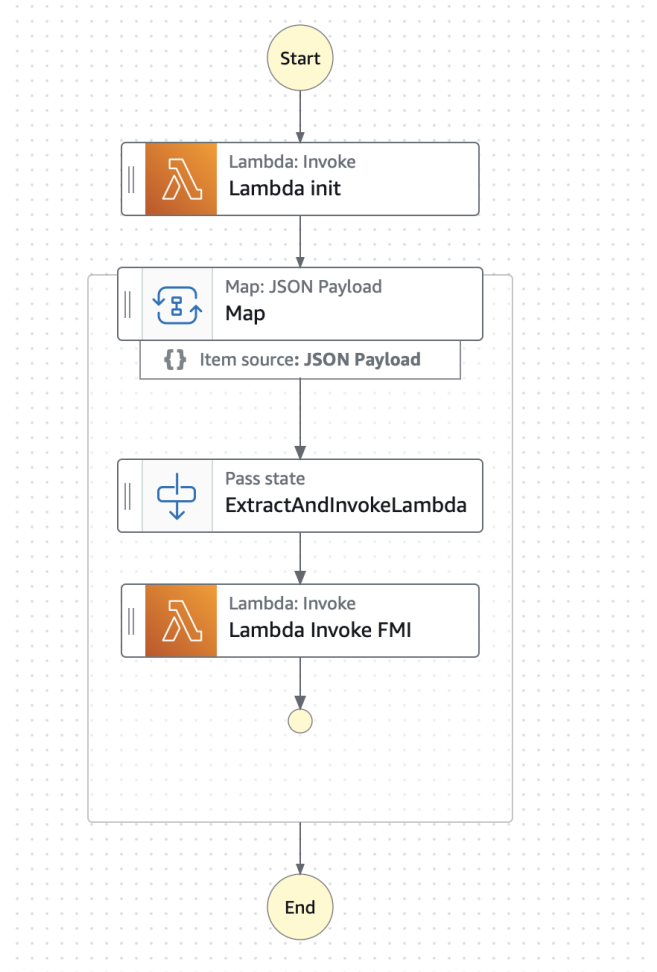 Start
Lambda: Invoke
Lambda init
Map: JSON Payload
Map
{} Item source: JSON Payload
Pass state
ExtractAndInvokeLambda
Lambda: Invoke
Lambda Invoke FMI
End